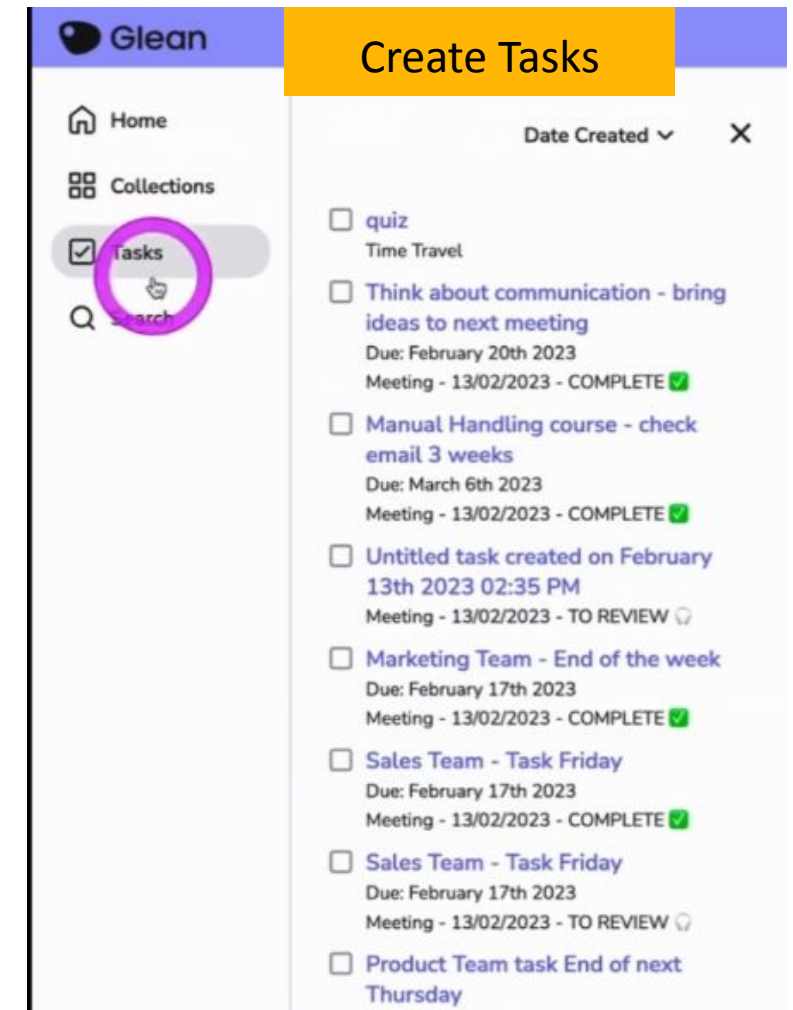 Glean
Create Tasks
Home
Date Created
Collections
Tasks
Search
quiz
Time Travel
Think about communication - bring
ideas to next meeting
Due: February 20th 2023
Meeting - 13/02/2023 - COMPLETE ✅
Manual Handling course - check
email 3 weeks
Due: March 6th 2023
Meeting - 13/02/2023 - COMPLETE ✅
Untitled task created on February
13th 2023 02:35 PM
Meeting - 13/02/2023 - TO REVIEW 🎧
Marketing Team - End of the week
Due: February 17th 2023
Meeting - 13/02/2023 - COMPLETE ✅
Sales Team - Task Friday
Due: February 17th 2023
Meeting - 13/02/2023 - COMPLETE ✅
Sales Team - Task Friday
Due: February 17th 2023
Meeting - 13/02/2023 - TO REVIEW 🎧
Product Team task End of next
Thursday